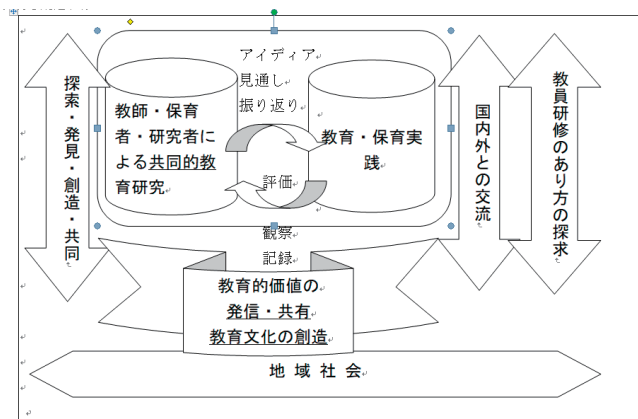 探索・発見・創造・共同
教師・保育
者・研究者に
よる共同的教
育研究
アイディア
見通し
振り返り
評価
観察
記録
教育・保育実
践
国内外との交流
教員研修のあり方の探求
教育的価値の
発信・共有
教育文化の創造
地域社会